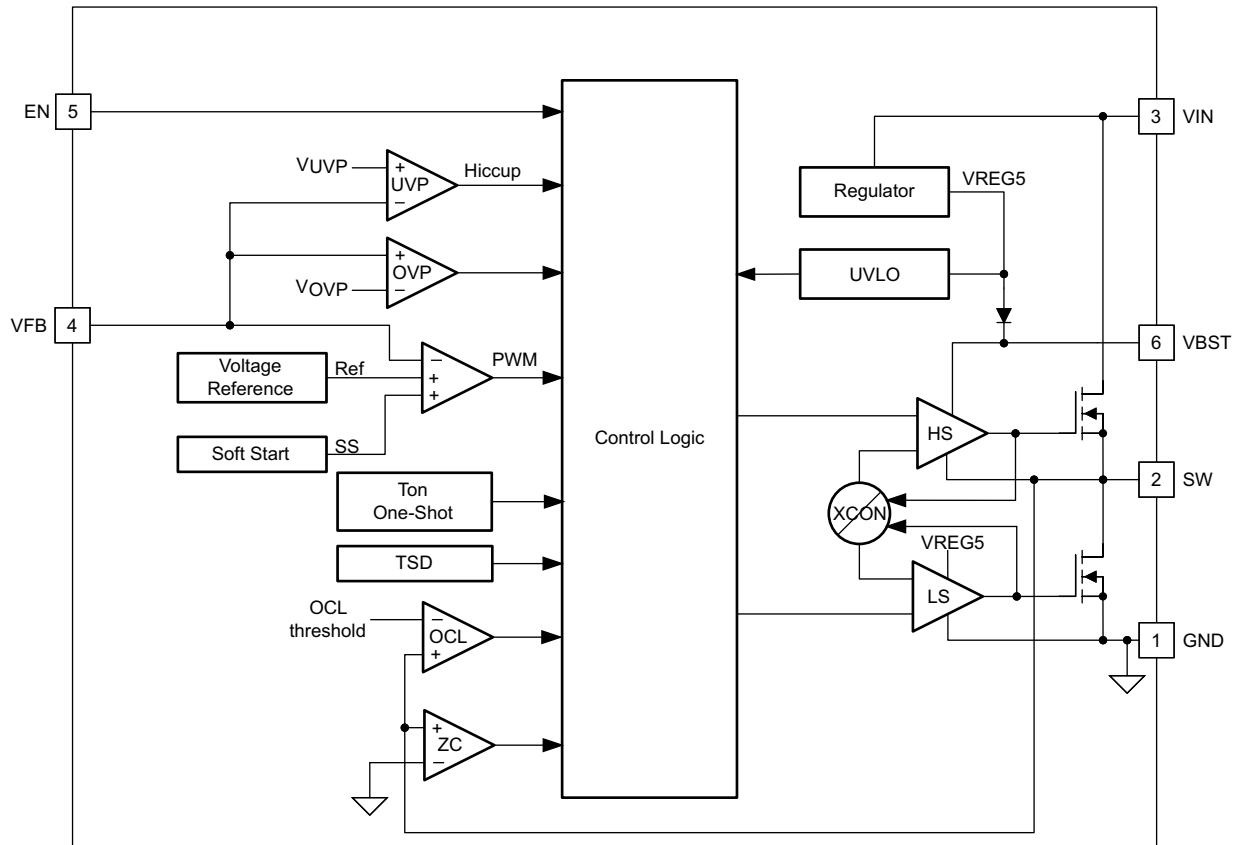 EN
5
3
VIN
VUVP
+
UVP
−
Hiccup
Regulator
VREG5
+
OVP
−
VOVP
UVLO
VFB
4
6
VBST
Voltage
Reference
Ref
−
+
+
PWM
Soft Start
SS
Control Logic
HS
2
SW
Ton
One-Shot
XCON
TSD
VREG5
LS
OCL
threshold
−
OCL
+
1
GND
+
ZC
−